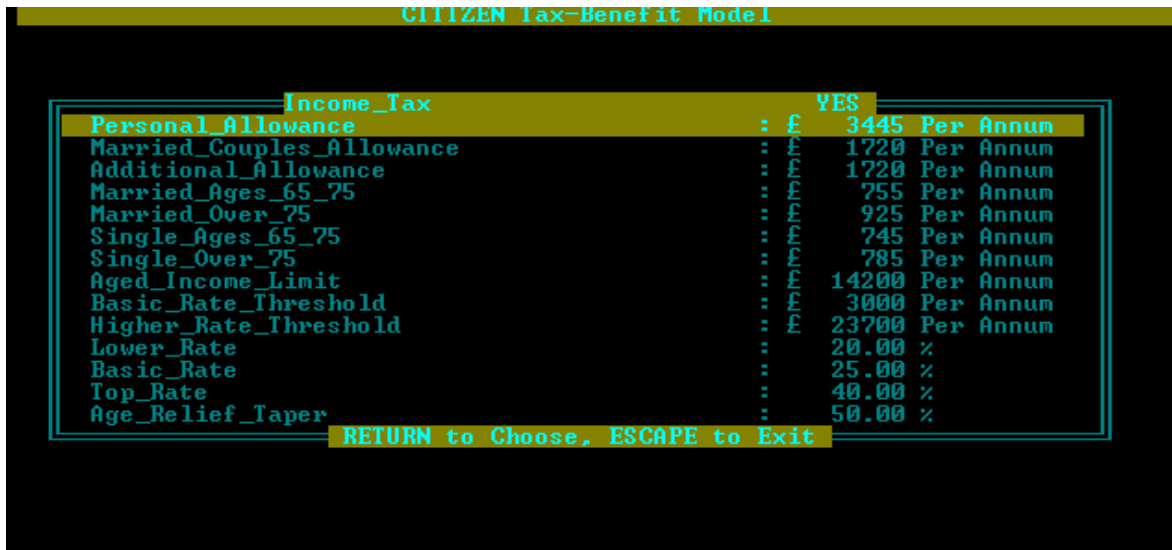 CITIZEN Tax-Benefit Model
Income_Tax YES
Personal_Allowance : £ 3445 Per Annum
Married_Couples_Allowance : £ 1720 Per Annum
Additional_Allowance : £ 1720 Per Annum
Married_Ages_65_75 : £ 755 Per Annum
Married_Over_75 : £ 925 Per Annum
Single_Ages_65_75 : £ 745 Per Annum
Single_Over_75 : £ 785 Per Annum
Aged_Income_Limit : £ 14200 Per Annum
Basic_Rate_Threshold : £ 3000 Per Annum
Higher_Rate_Threshold : £ 23700 Per Annum
Lower_Rate : 20.00 %
Basic_Rate : 25.00 %
Top_Rate : 40.00 %
Age_Relief_Taper : 50.00 %
RETURN to Choose, ESCAPE to Exit